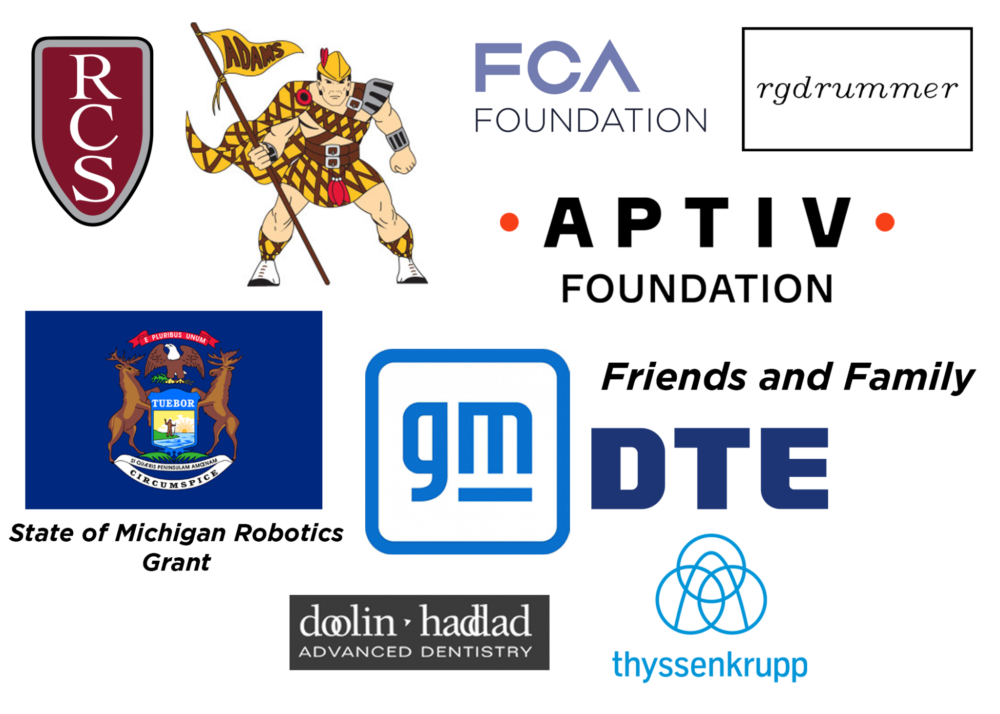 R
C
S
ADAMS
FCA
FOUNDATION
rgdrummer
APTIV
FOUNDATION
E PLURIBUS UNUM
TUEBOR
SI QUÆRIS PENINSULAM AMŒNAM
CIRCUMSPICE
State of Michigan Robotics
Grant
gm
Friends and Family
DTE
doolin haddad
ADVANCED DENTISTRY
thyssenkrupp